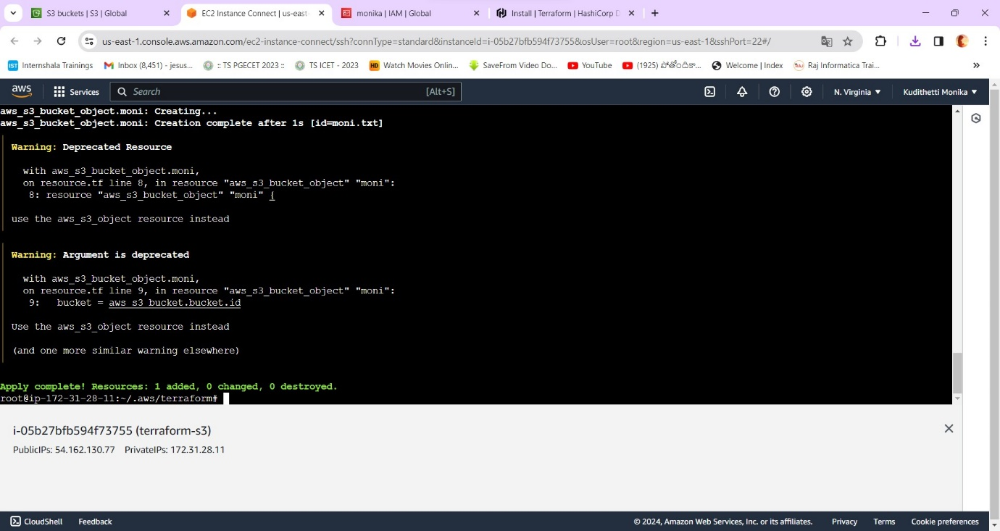 S3 buckets | S3 | Global
EC2 Instance Connect | us-east-
monika | IAM | Global
Install | Terraform | HashiCorp D
us-east-1.console.aws.amazon.com/ec2-instance-connect/ssh?connType=standard&instanceId=i-05b27bfb594f73755&osUser=root&region=us-east-1&sshPort=22#/
Internshala Trainings
Inbox (8,451) - jesus...
:: TS PGECET 2023 ::
TS ICET - 2023
HD Watch Movies Onlin...
SaveFrom Video Do...
YouTube
(1925)
Welcome | Index
Raj Informatica Trai...
aws
Services
Search
[Alt+S]
N. Virginia
Kudithetti Monika
aws_s3_bucket_object.moni: Creating...
aws_s3_bucket_object.moni: Creation complete after 1s [id=moni.txt]
Warning: Deprecated Resource
with aws_s3_bucket_object.moni,
on resource.tf line 8, in resource "aws_s3_bucket_object" "moni":
8: resource "aws_s3_bucket_object" "moni" {
use the aws_s3_object resource instead
Warning: Argument is deprecated
with aws_s3_bucket_object.moni,
on resource.tf line 9, in resource "aws_s3_bucket_object" "moni":
9: bucket = aws_s3_bucket.bucket.id
Use the aws_s3_object resource instead
(and one more similar warning elsewhere)
Apply complete! Resources: 1 added, 0 changed, 0 destroyed.
root@ip-172-31-28-11:~/.aws/terraform#
i-05b27bfb594f73755 (terraform-s3)
PublicIPs: 54.162.130.77 PrivateIPs: 172.31.28.11
CloudShell
Feedback
© 2024, Amazon Web Services, Inc. or its affiliates.
Privacy
Terms
Cookie preferences